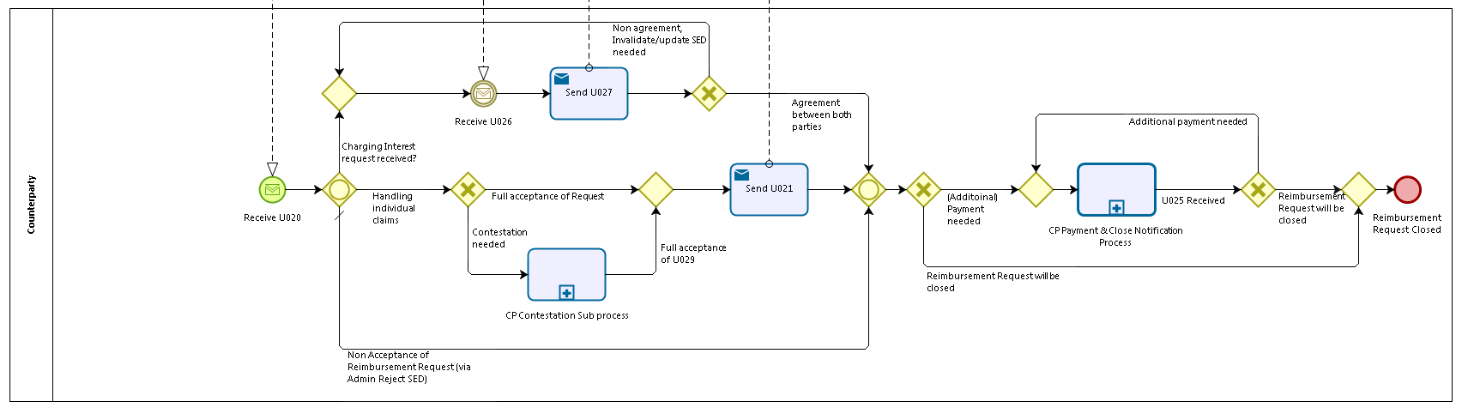 Counterparty
Non agreement,
Invalidate/update SED
needed
Send U027
Receive U026
Agreement
between both
parties
Charging Interest
request received?
Receive U020
Handling
individual
claims
Full acceptance of Request
Send U021
Contestation
needed
Full acceptance
of U029
CP Contestation Sub process
Non Acceptance of
Reimbursement Request (via
Admin Reject SED)
(Additoinal)
Payment
needed
Additional payment needed
U025 Received
CP Payment & Close Notification
Process
Reimbursement
Request will be
closed
Reimbursement Request will be
closed
Reimbursement
Request Closed